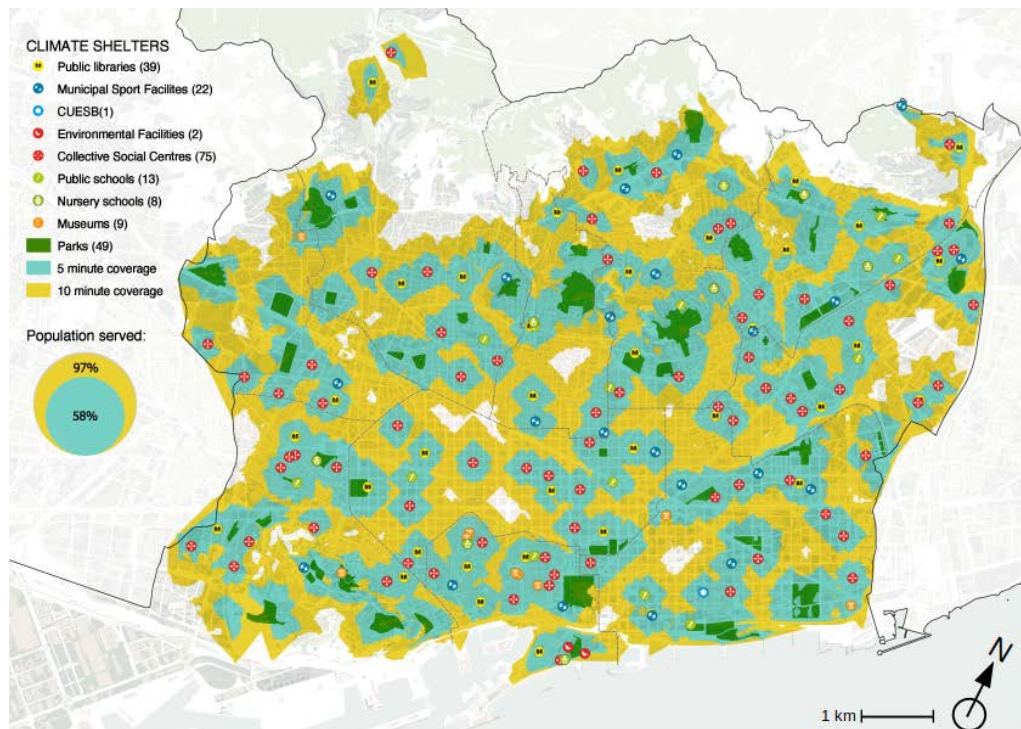 CLIMATE SHELTERS
Public libraries (39)
Municipal Sport Facilites (22)
CUESB(1)
Environmental Facilities (2)
Collective Social Centres (75)
Public schools (13)
Nursery schools (8)
Museums (9)
Parks (49)
5 minute coverage
10 minute coverage
Population served:
97%
58%
N
1 km